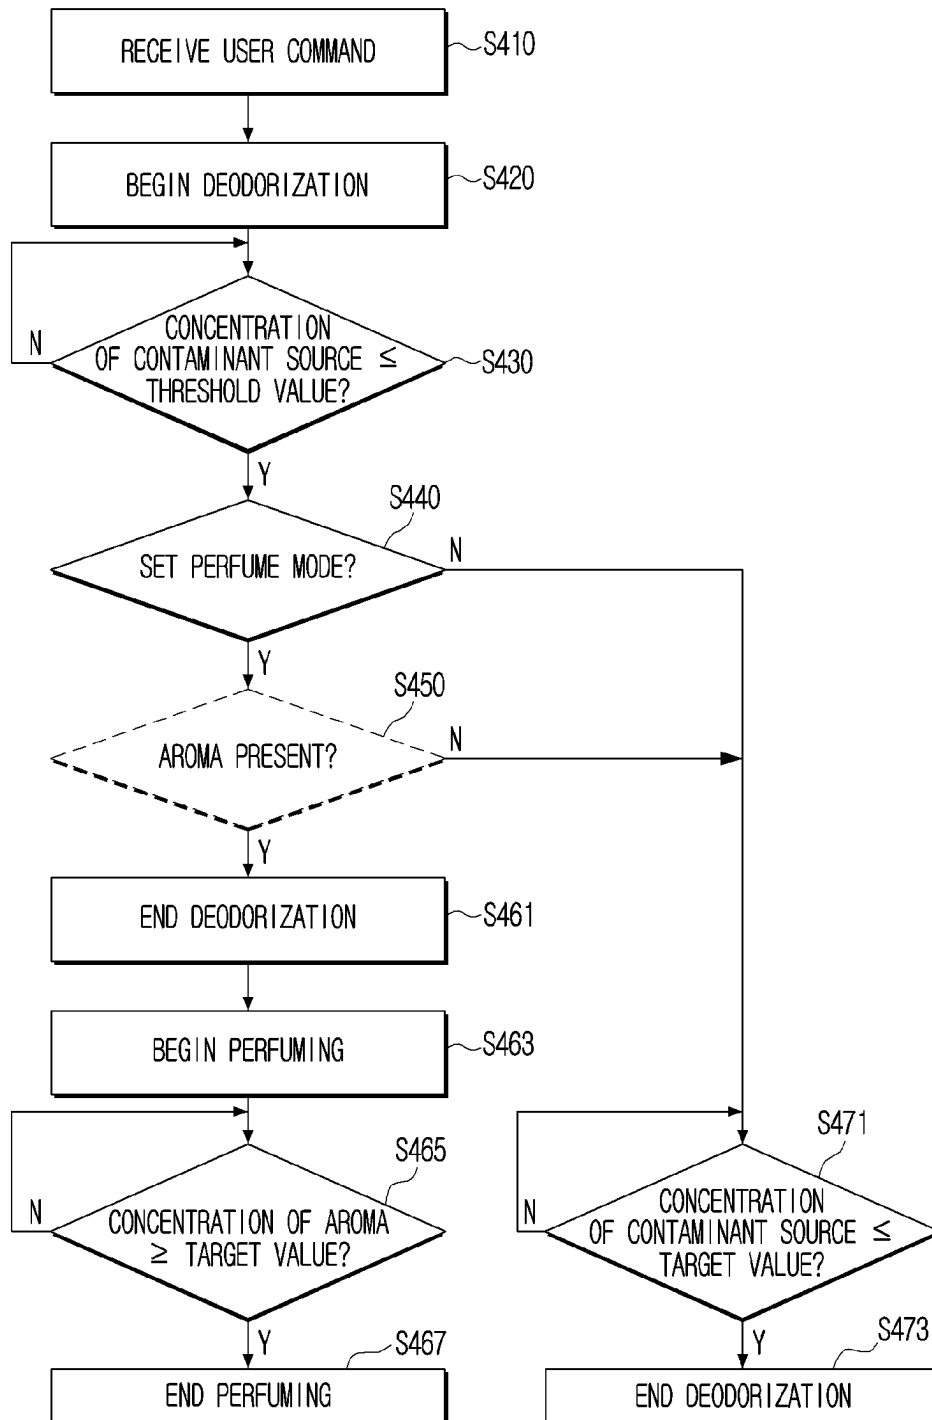 RECEIVE USER COMMAND
S410
BEGIN DEODORIZATION
S420
CONCENTRATION
OF CONTAMINANT SOURCE ≤
THRESHOLD VALUE?
S430
N
Y
S440
SET PERFUME MODE?
N
Y
S450
AROMA PRESENT?
N
Y
END DEODORIZATION
S461
BEGIN PERFUMING
S463
S465
CONCENTRATION OF AROMA
≥ TARGET VALUE?
N
Y
S467
END PERFUMING
S471
CONCENTRATION
OF CONTAMINANT SOURCE ≤
TARGET VALUE?
N
Y
S473
END DEODORIZATION